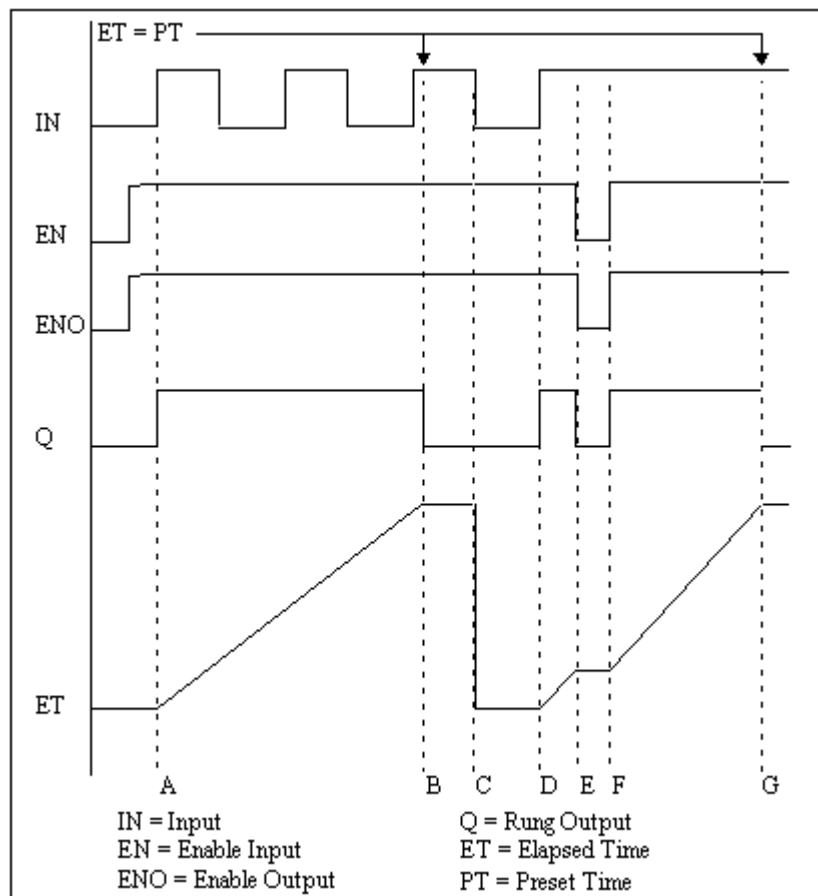 ET = PT
IN
EN
ENO
Q
ET
A B C D E F G
IN = Input
EN = Enable Input
ENO = Enable Output
Q = Rung Output
ET = Elapsed Time
PT = Preset Time